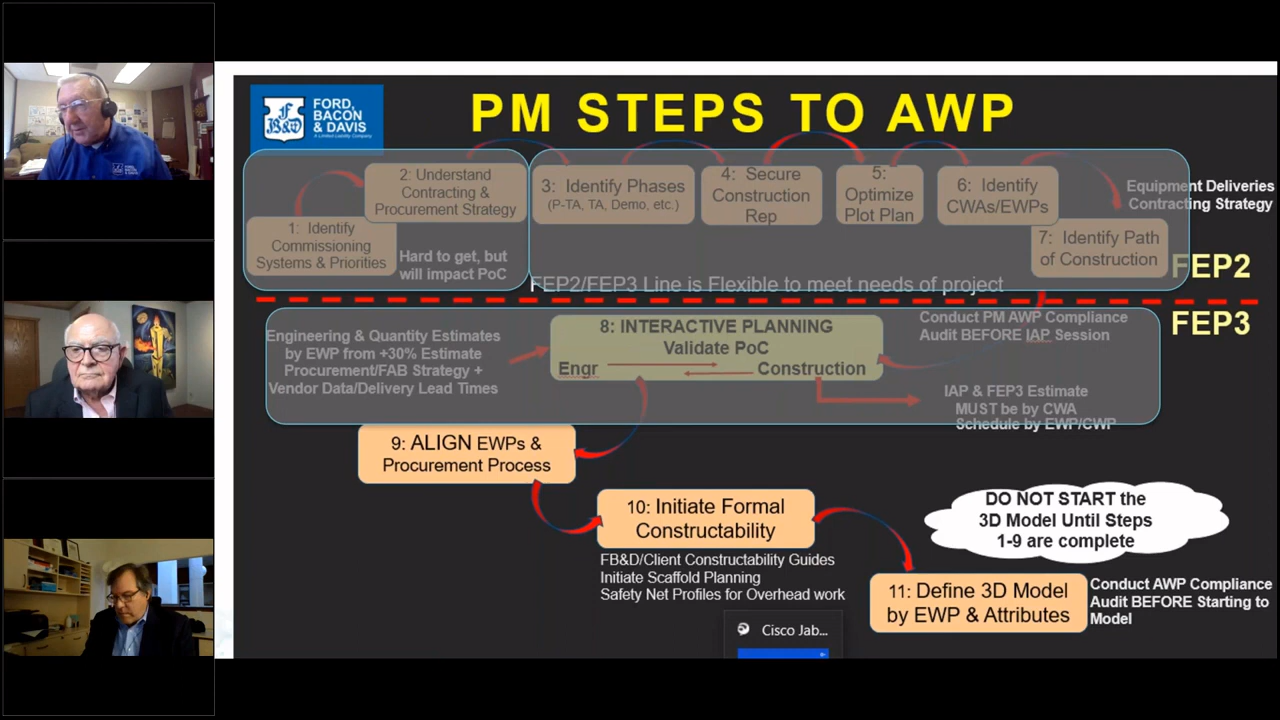 FORD,
BACON
& DAVIS
A Limited Liability Company
F
B&D
PM STEPS TO AWP
1: Identify
Commissioning
Systems & Priorities
2: Understand
Contracting &
Procurement Strategy
Hard to get, but
will impact PoC
3: Identify Phases
(P-TA, TA, Demo, etc.)
4: Secure
Construction
Rep
5:
Optimize
Plot Plan
6: Identify
CWAs/EWPs
7: Identify Path
of Construction
Equipment Deliveries
Contracting Strategy
FEP2/FEP3 Line is Flexible to meet needs of project
FEP2
FEP3
Engineering & Quantity Estimates
by EWP from +30% Estimate
Procurement/FAB Strategy +
Vendor Data/Delivery Lead Times
8: INTERACTIVE PLANNING
Validate PoC
Engr
Construction
Conduct PM AWP Compliance
Audit BEFORE IAP Session
IAP & FEP3 Estimate
MUST be by CWA
Schedule by EWP/CWP
9: ALIGN EWPs &
Procurement Process
10: Initiate Formal
Constructability
FB&D/Client Constructability Guides
Initiate Scaffold Planning
Safety Net Profiles for Overhead work
DO NOT START the
3D Model Until Steps
1-9 are complete
11: Define 3D Model
by EWP & Attributes
Conduct AWP Compliance
Audit BEFORE Starting to
Model
Cisco Jab...